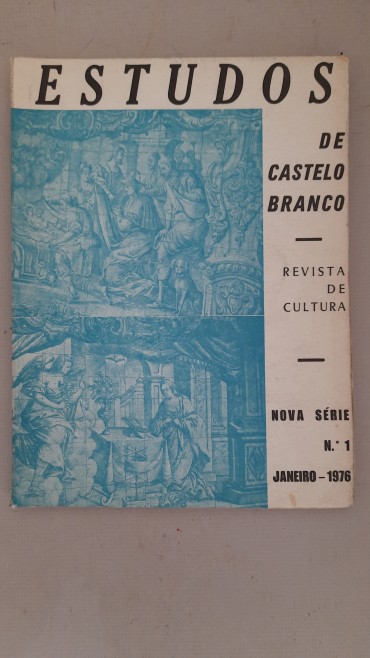 ESTUDOS
DE
CASTELO
BRANCO
REVISTA
DE
CULTURA
NOVA SÉRIE
N.º 1
JANEIRO - 1976